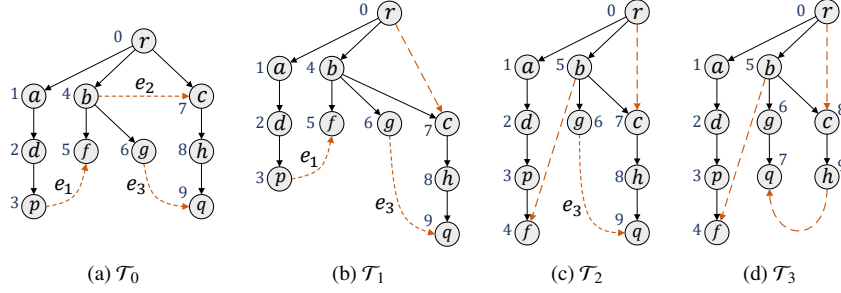 0 r
1 a 4 b e₂ c 7
2 d 5 f 6 g 8 h
e₁ e₃
3 p 9 q
(a) 𝒯₀
0 r
1 a 4 b
2 d 5 f 6 g 7 c
e₁
3 p 8 h
e₃
9 q
(b) 𝒯₁
0 r
1 a 5 b
2 d g 6 7 c
3 p 8 h
e₃
4 f 9 q
(c) 𝒯₂
0 r
1 a 5 b
2 d 6 g 8 c
3 p 7 q 9 h
4 f
(d) 𝒯₃